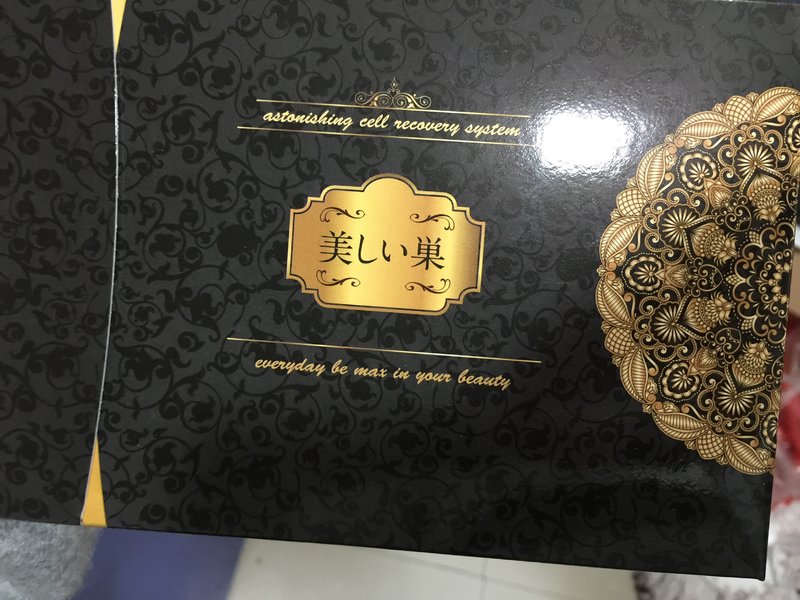 astonishing cell recovery system
美しい巣
everyday be max in your beauty